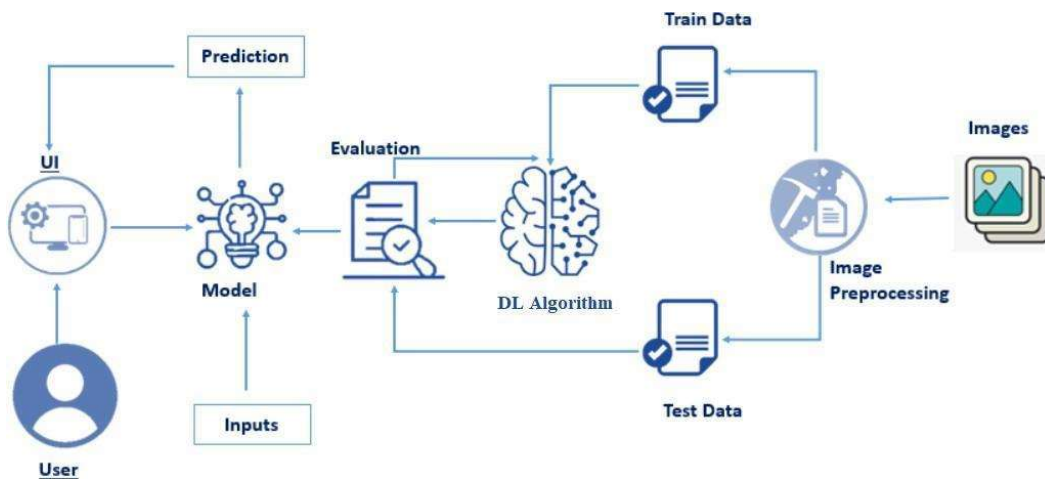 Train Data
Prediction
Images
Evaluation
UI
Image
Preprocessing
Model
DL Algorithm
Test Data
Inputs
User